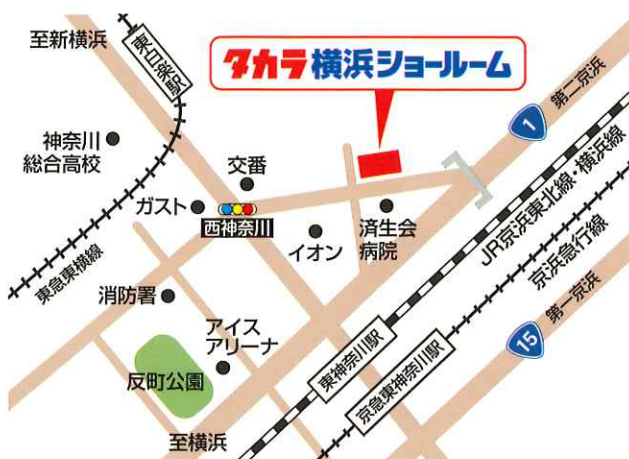 至新横浜
東白楽駅
タカラ横浜ショールーム
第二京浜
1
神奈川
総合高校
交番
ガスト
西神奈川
イオン
済生会
病院
JR京浜東北線・横浜線
京浜急行線
東急東横線
消防署
第一京浜
15
アイス
アリーナ
反町公園
東神奈川駅
京急東神奈川駅
至横浜